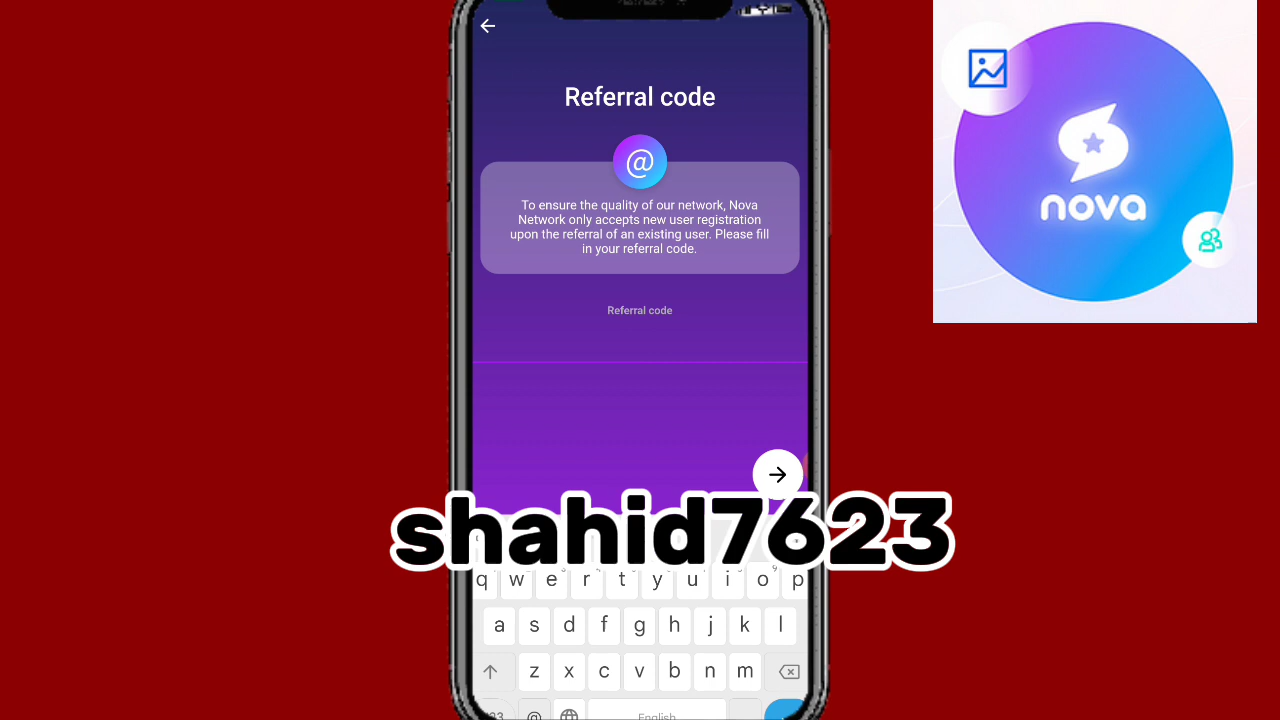 Referral code
@
To ensure the quality of our network, Nova
Network only accepts new user registration
upon the referral of an existing user. Please fill
in your referral code.
Referral code
nova
shahid7623
q w e r t y u i o p
a s d f g h j k l
z x c v b n m
@ English